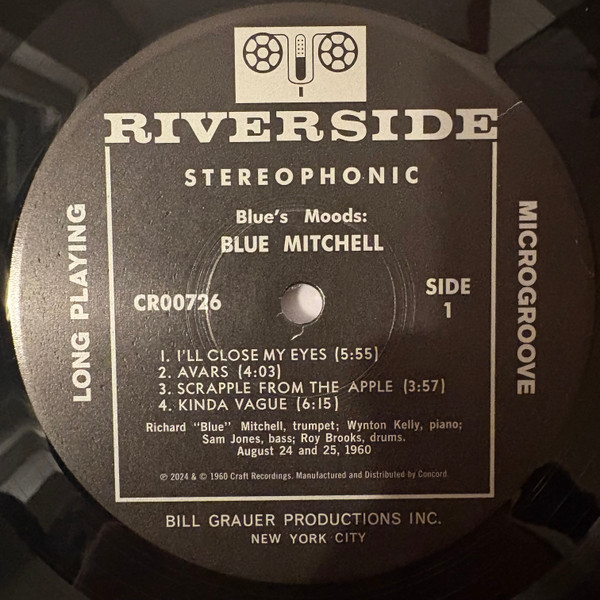 RIVERSIDE
STEREOPHONIC
Blue's Moods:
BLUE MITCHELL
LONG PLAYING
MICROGROOVE
CR00726
SIDE
1
1. I'LL CLOSE MY EYES (5:55)
2. AVARS (4:03)
3. SCRAPPLE FROM THE APPLE (3:57)
4. KINDA VAGUE (6:15)
Richard "Blue" Mitchell, trumpet; Wynton Kelly, piano;
Sam Jones, bass; Roy Brooks, drums.
August 24 and 25, 1960
℗ 2024 & © 1960 Craft Recordings. Manufactured and Distributed by Concord.
BILL GRAUER PRODUCTIONS INC.
NEW YORK CITY